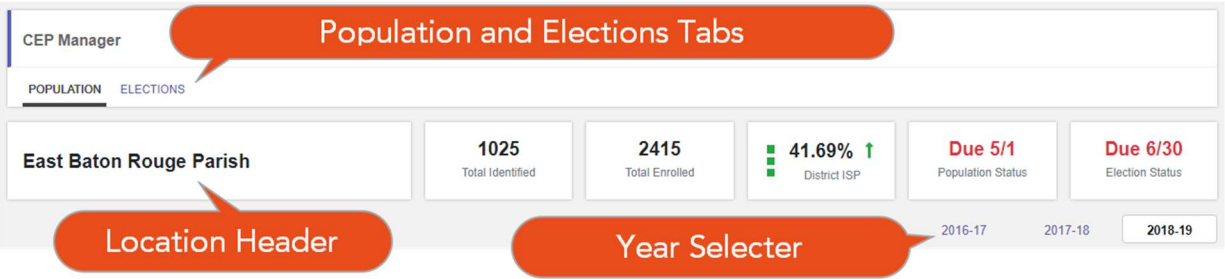 CEP Manager
Population and Elections Tabs
POPULATION ELECTIONS
East Baton Rouge Parish
1025
Total Identified
2415
Total Enrolled
41.69% ↑
District ISP
Due 5/1
Population Status
Due 6/30
Election Status
Location Header
Year Selecter
2016-17 2017-18 2018-19